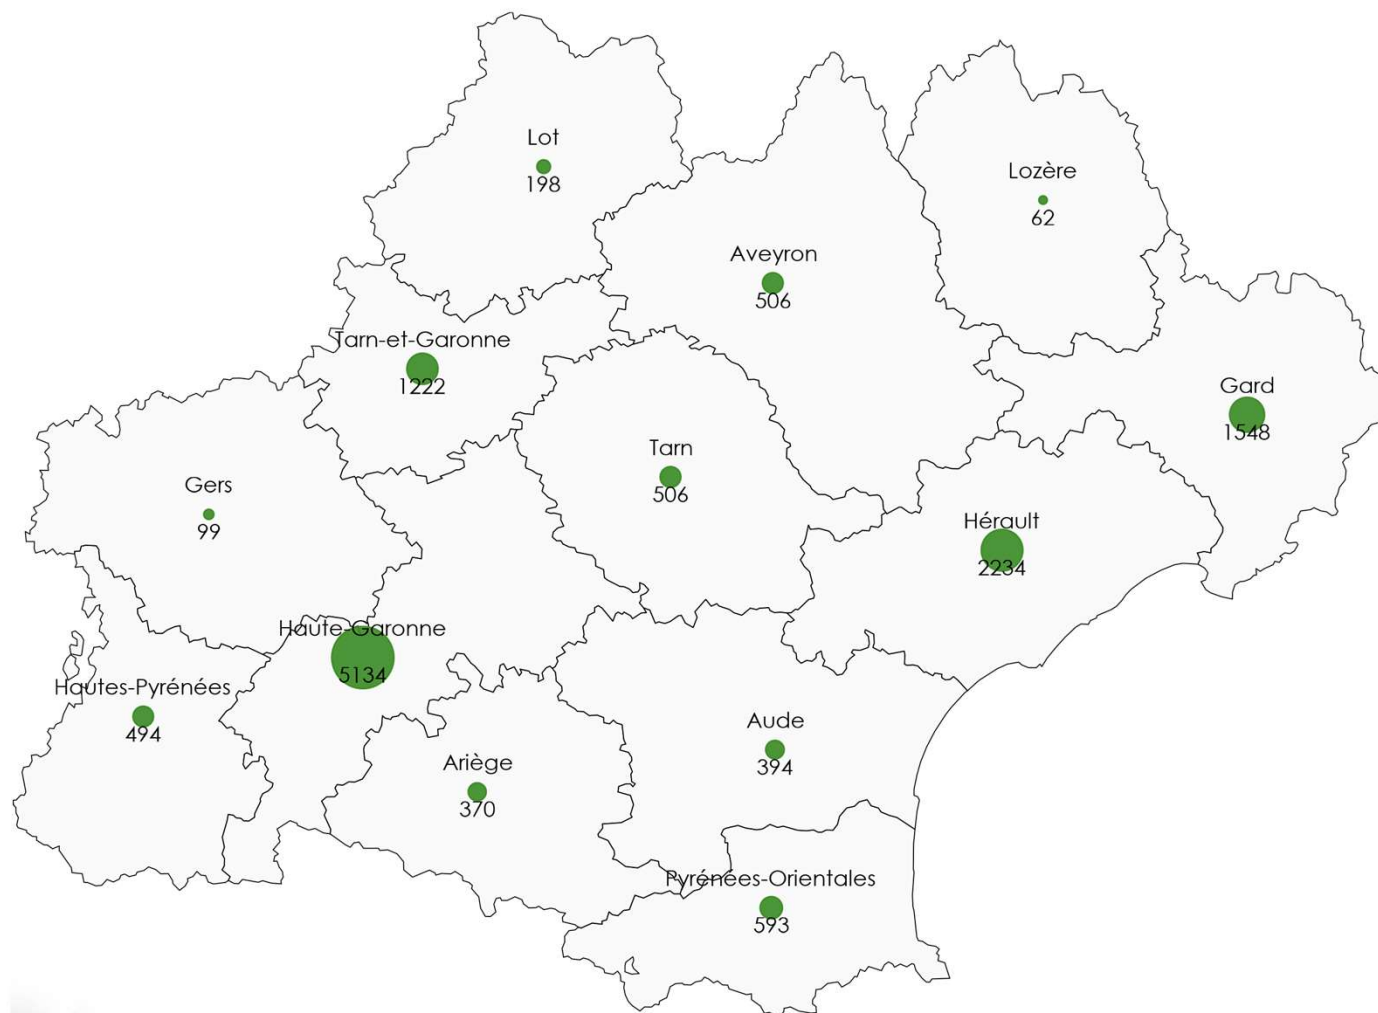 Lot
198
Lozère
62
Aveyron
506
Tarn-et-Garonne
1222
Gard
1548
Tarn
506
Gers
99
Hérault
2234
Haute-Garonne
5134
Hautes-Pyrénées
494
Aude
394
Ariège
370
Pyrénées-Orientales
593